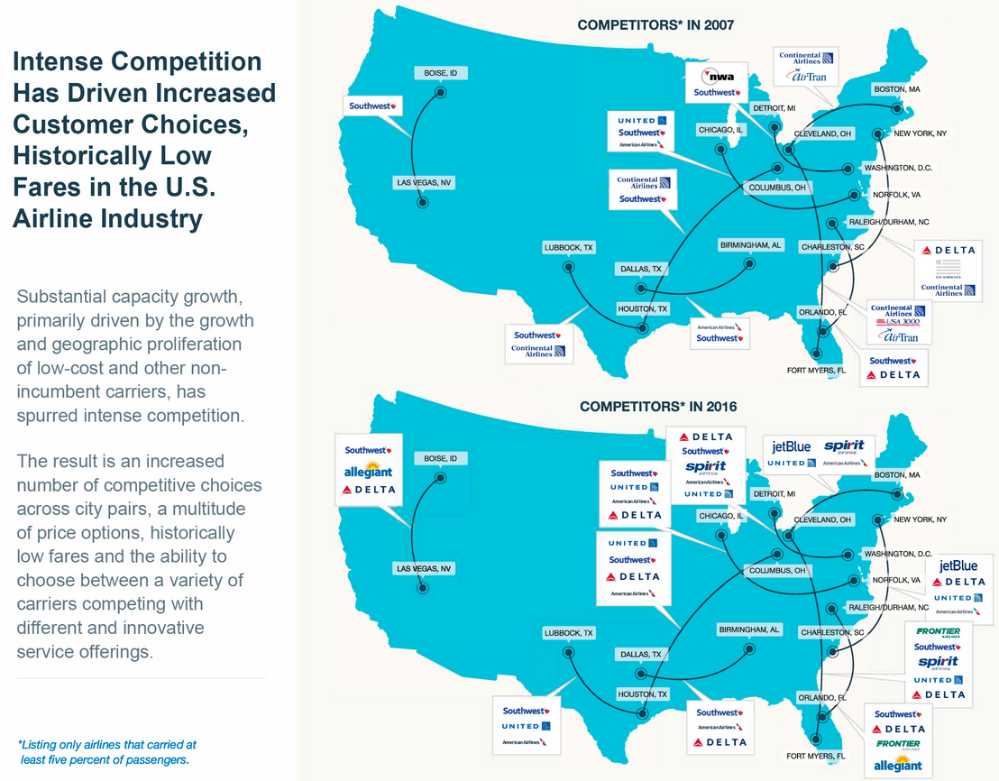 Intense Competition
Has Driven Increased
Customer Choices,
Historically Low
Fares in the U.S.
Airline Industry
Substantial capacity growth,
primarily driven by the growth
and geographic proliferation
of low-cost and other non-
incumbent carriers, has
spurred intense competition.
The result is an increased
number of competitive choices
across city pairs, a multitude
of price options, historically
low fares and the ability to
choose between a variety of
carriers competing with
different and innovative
service offerings.
*Listing only airlines that carried at
least five percent of passengers.
COMPETITORS* IN 2007
BOISE, ID
Southwest
LAS VEGAS, NV
nwa
Southwest
Continental
Airlines
airTran
BOSTON, MA
DETROIT, MI
UNITED
Southwest
American Airlines
CHICAGO, IL
CLEVELAND, OH
NEW YORK, NY
WASHINGTON, D.C.
Continental
Airlines
Southwest
COLUMBUS, OH
NORFOLK, VA
RALEIGH/DURHAM, NC
LUBBOCK, TX
BIRMINGHAM, AL
CHARLESTON, SC
DELTA
US AIRWAYS
Continental
Airlines
DALLAS, TX
HOUSTON, TX
ORLANDO, FL
Continental
Airlines
USA 3000
airTran
Southwest
Continental
Airlines
American Airlines
Southwest
Southwest
DELTA
FORT MYERS, FL
COMPETITORS* IN 2016
Southwest
allegiant
DELTA
BOISE, ID
LAS VEGAS, NV
DELTA
Southwest
spirit
airlines
American Airlines
UNITED
jetBlue spirit
airlines
UNITED American Airlines
BOSTON, MA
Southwest
UNITED
American Airlines
DELTA
DETROIT, MI
CHICAGO, IL
CLEVELAND, OH
NEW YORK, NY
UNITED
Southwest
DELTA
American Airlines
WASHINGTON, D.C.
COLUMBUS, OH
NORFOLK, VA
jetBlue
DELTA
UNITED
American Airlines
RALEIGH/DURHAM, NC
LUBBOCK, TX
BIRMINGHAM, AL
CHARLESTON, SC
FRONTIER
AIRLINES
Southwest
spirit
airlines
UNITED
DELTA
DALLAS, TX
HOUSTON, TX
ORLANDO, FL
Southwest
UNITED
American Airlines
Southwest
American Airlines
DELTA
Southwest
DELTA
FRONTIER
AIRLINES
allegiant
FORT MYERS, FL